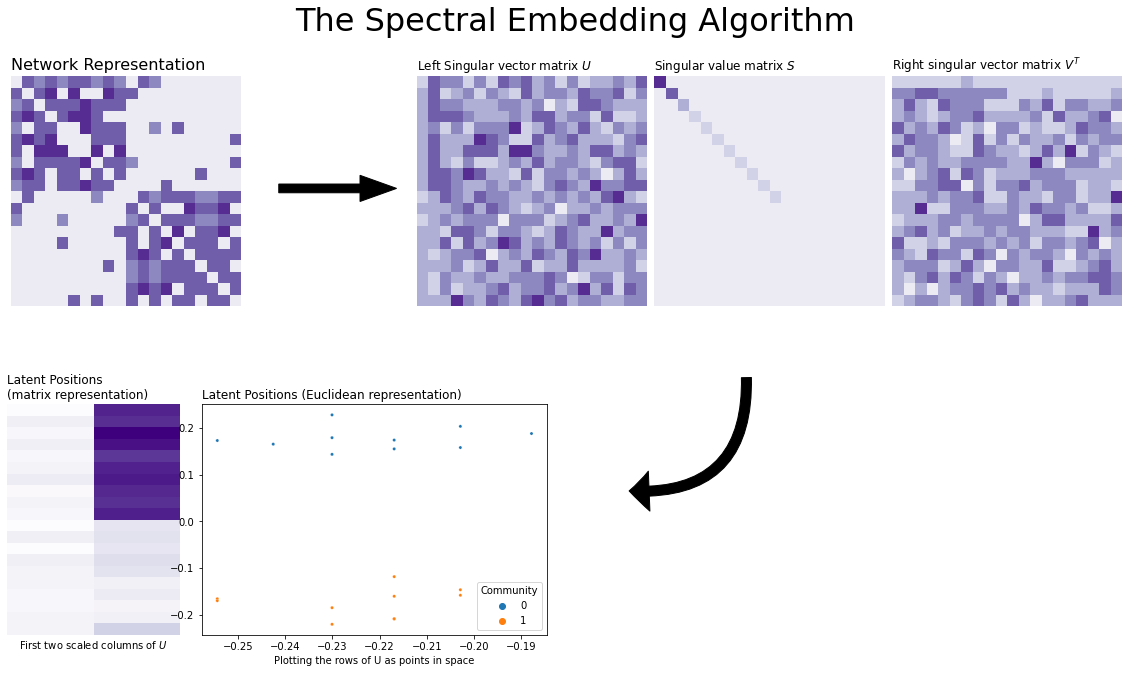 The Spectral Embedding Algorithm
Network Representation
Left Singular vector matrix U
Singular value matrix S
Right singular vector matrix V^T
Latent Positions
(matrix representation)
First two scaled columns of U
Latent Positions (Euclidean representation)
0.2
0.1
0.0
−0.1
−0.2
−0.25
−0.24
−0.23
−0.22
−0.21
−0.20
−0.19
Plotting the rows of U as points in space
Community
0
1